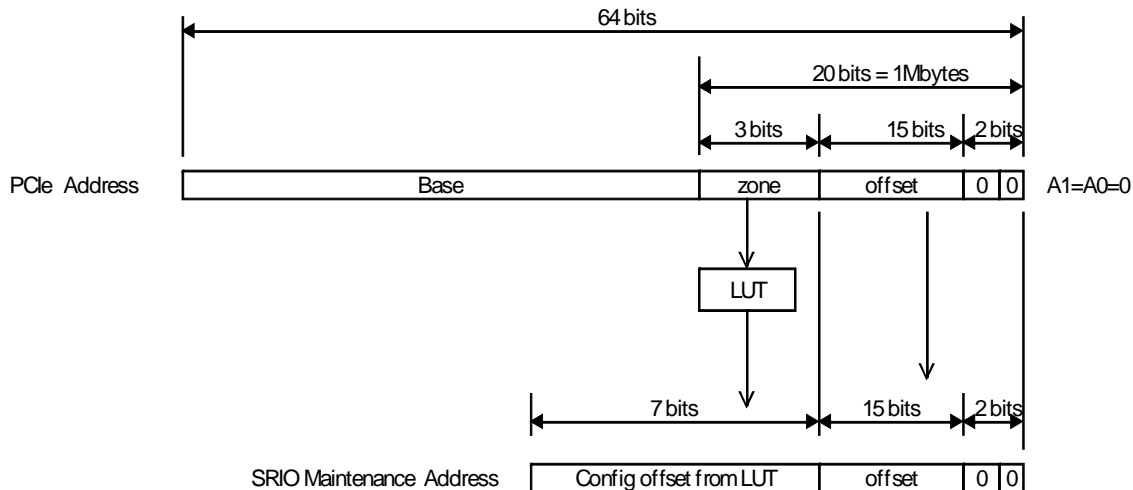 64 bits
20 bits = 1Mbytes
3 bits 15 bits 2 bits
PCIe Address Base zone offset 0 0 A1=A0=0
LUT
7 bits 15 bits 2 bits
SRIO Maintenance Address Config offset from LUT offset 0 0